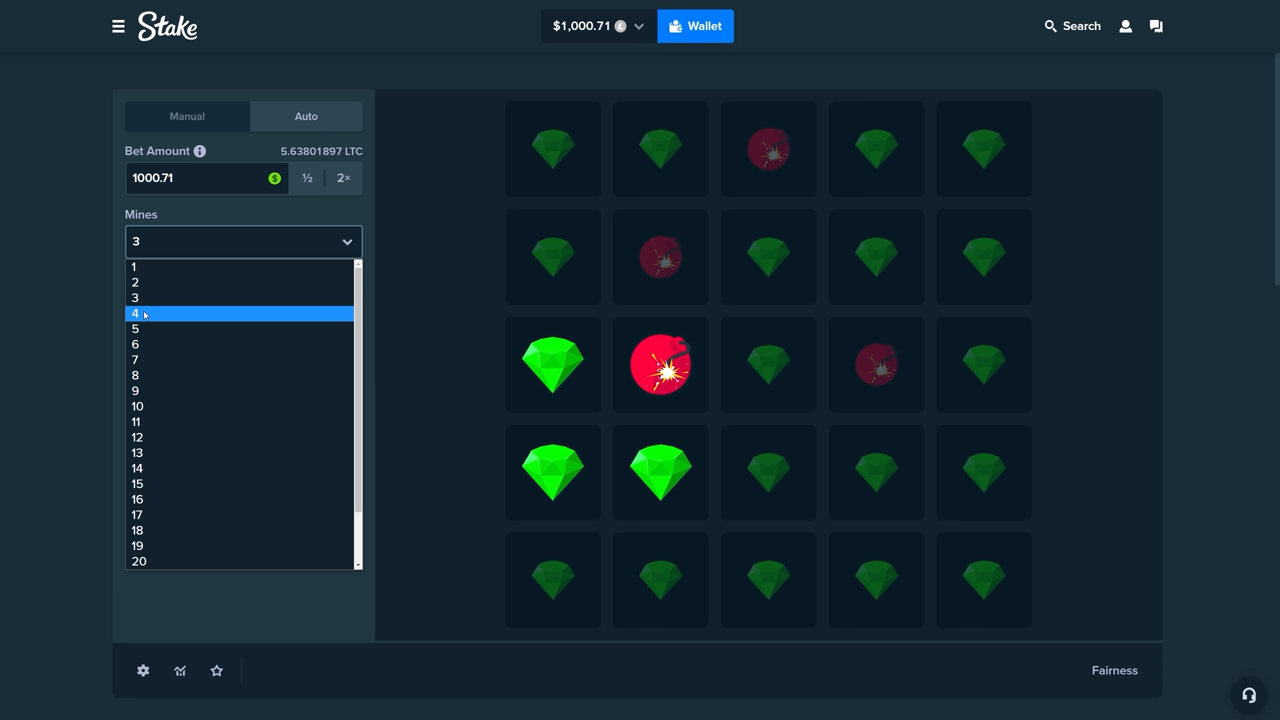 Stake
$1,000.71
Wallet
Search
Manual
Auto
Bet Amount
5.63801897 LTC
1000.71
½
2×
Mines
3
1
2
3
4
5
6
7
8
9
10
11
12
13
14
15
16
17
18
19
20
Fairness